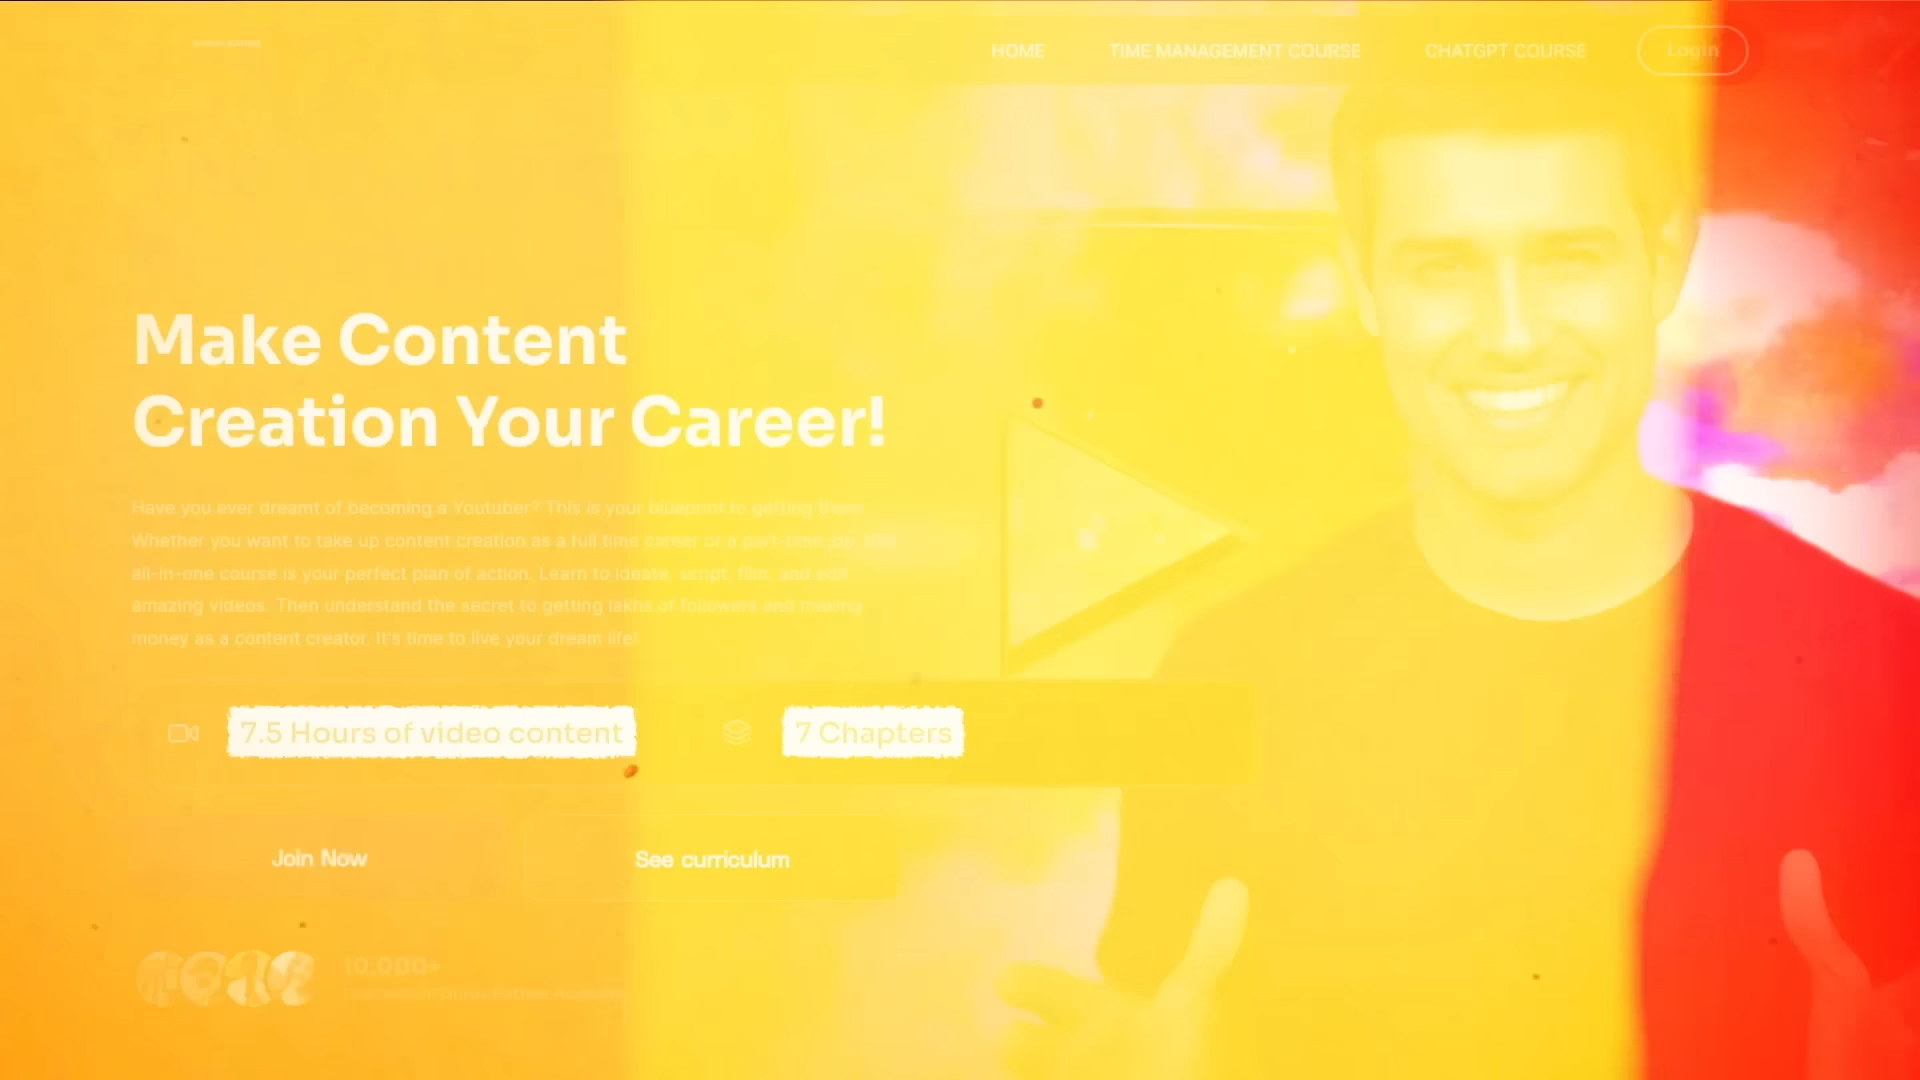 HOME
TIME MANAGEMENT COURSE
CHATGPT COURSE
Login
Make Content
Creation Your Career!
Have you ever dreamt of becoming a Youtuber? This is your blueprint to getting there.
Whether you want to take up content creation as a full time career or a part-time job, this
all-in-one course is your perfect plan of action. Learn to ideate, script, film, and edit
amazing videos. Then understand the secret to getting lakhs of followers and making
money as a content creator. It's time to live your dream life!
7.5 Hours of video content
7 Chapters
Join Now
See curriculum
10,000+